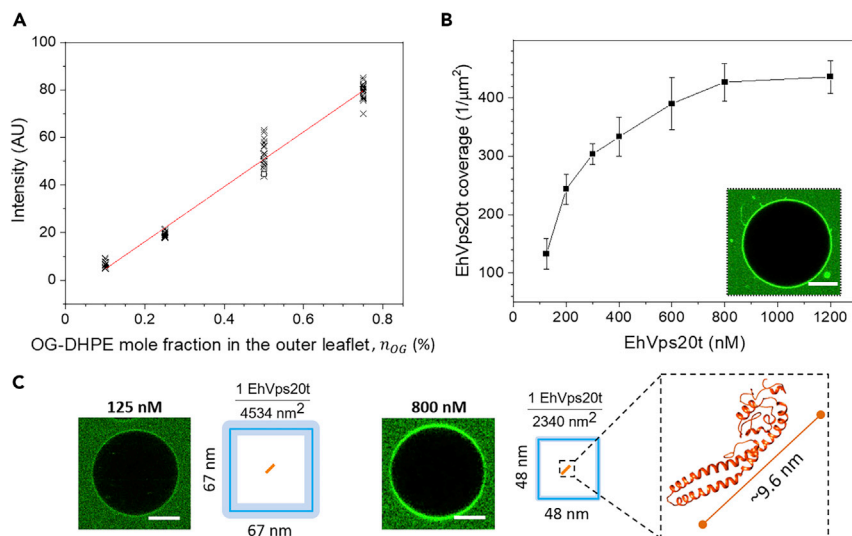 A
Intensity (AU)
100
80
60
40
20
0
0
0.2
0.4
0.6
0.8
OG-DHPE mole fraction in the outer leaflet, n_OG (%)
B
EhVps20t coverage (1/μm²)
400
300
200
100
0
200
400
600
800
1000
1200
EhVps20t (nM)
C
125 nM
1 EhVps20t
4534 nm²
67 nm
67 nm
800 nM
1 EhVps20t
2340 nm²
48 nm
48 nm
~9.6 nm